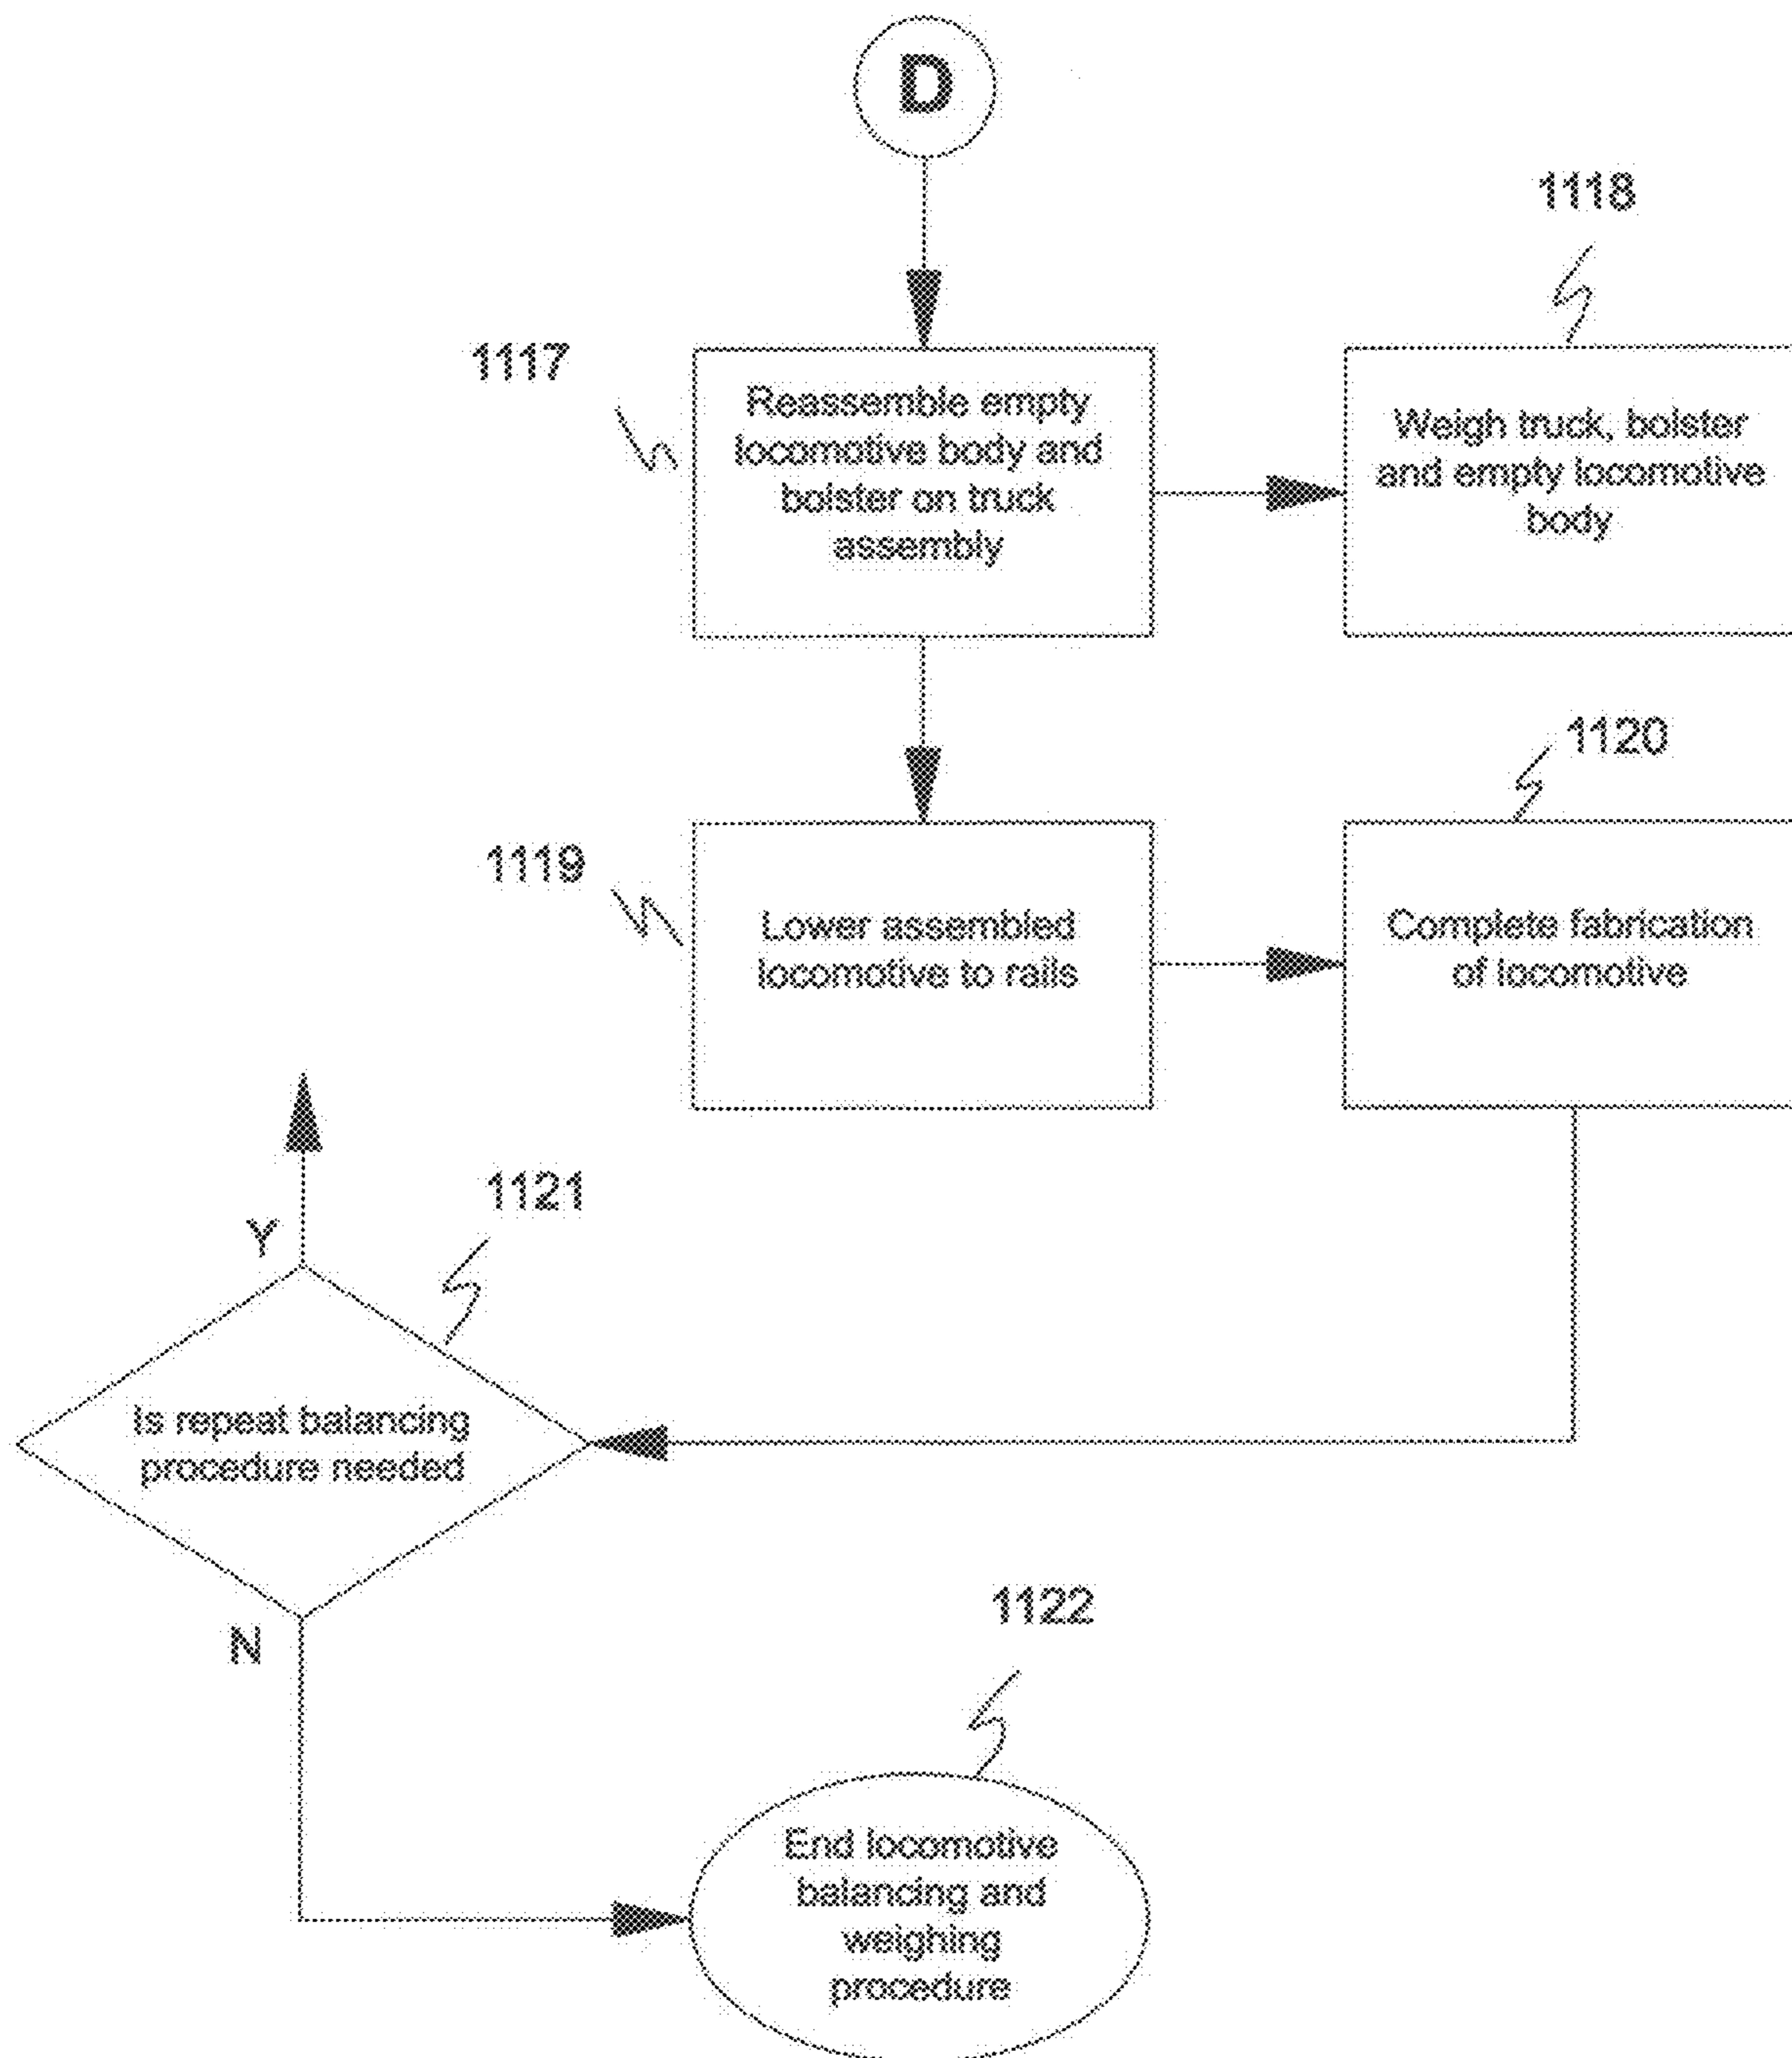 D
1118
1117
Reassemble empty
locomotive body and
bolster on truck
assembly
Weigh truck, bolster
and empty locomotive
body
1120
1119
Lower assembled
locomotive to rails
Complete fabrication
of locomotive
1121
Y
Is repeat balancing
procedure needed
N
1122
End locomotive
balancing and
weighing
procedure